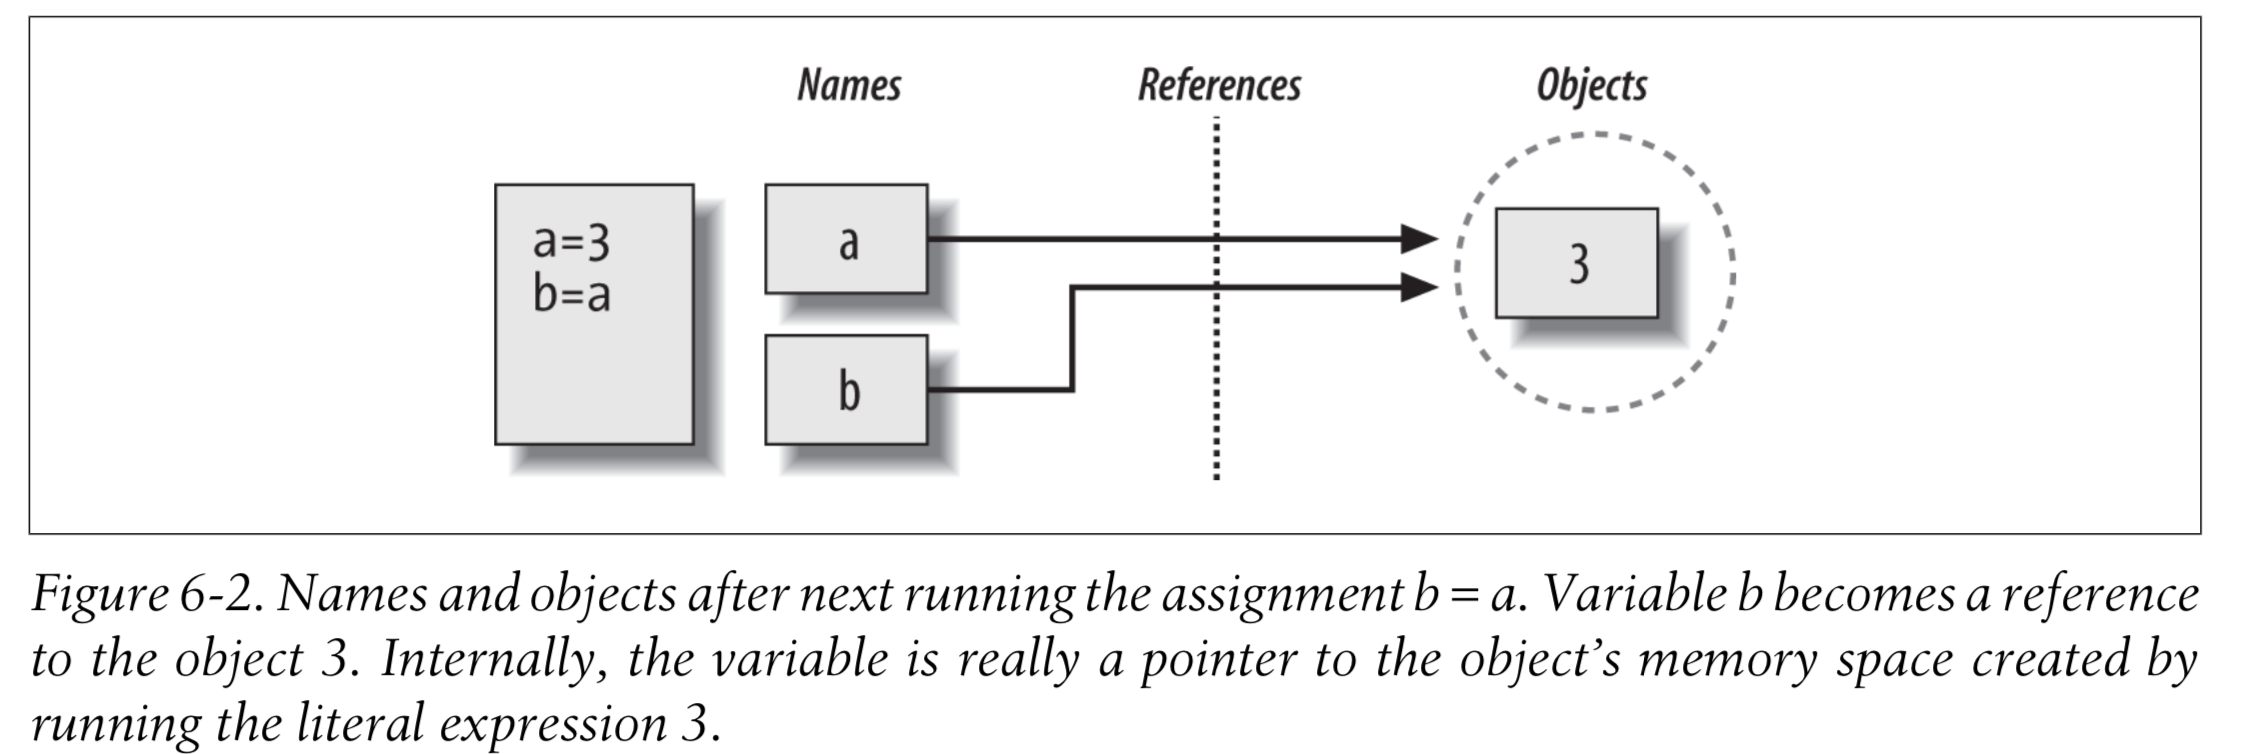 Names References Objects
a=3
b=a
a
b
3
Figure 6-2. Names and objects after next running the assignment b = a. Variable b becomes a reference
to the object 3. Internally, the variable is really a pointer to the object’s memory space created by
running the literal expression 3.